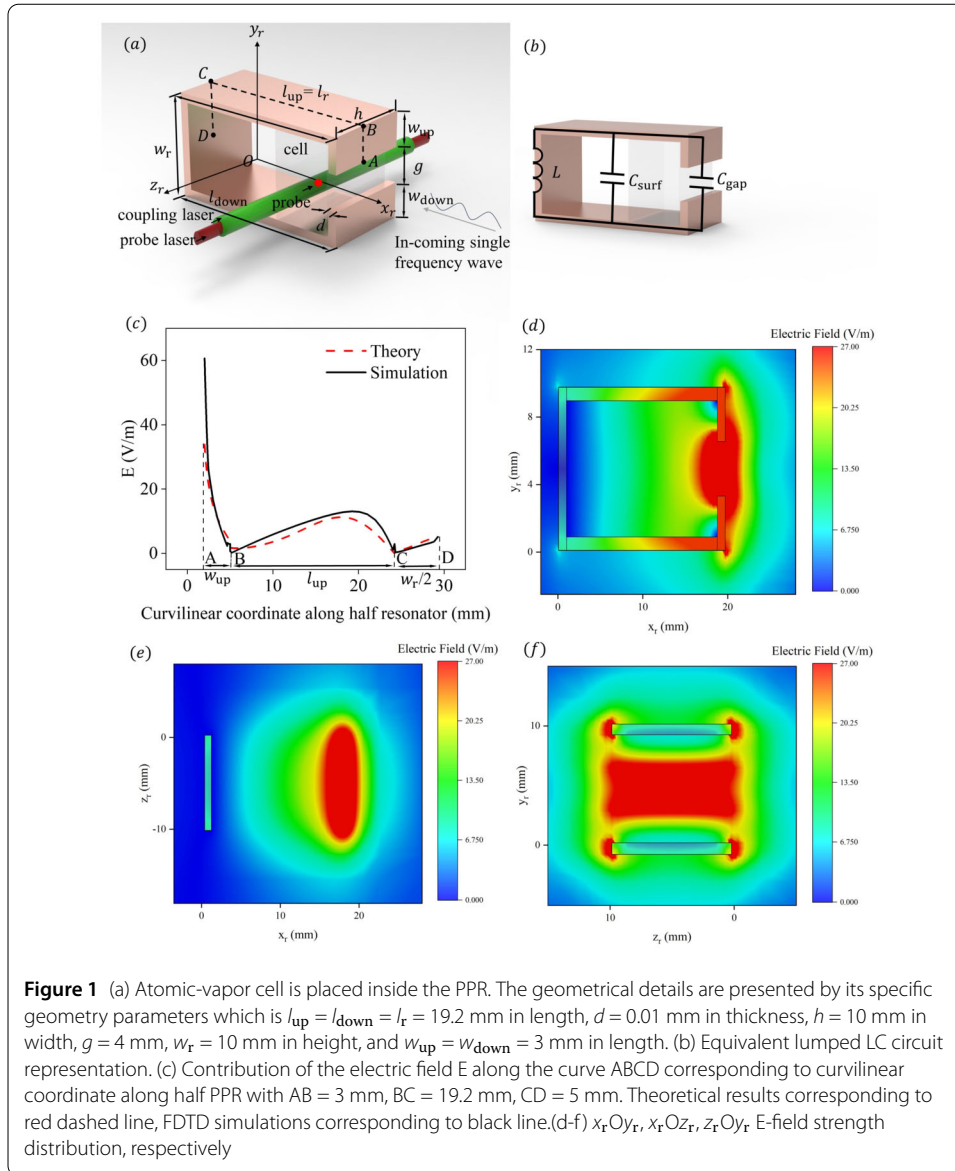 (a)
y_r
C
l_up = l_r
h
B
w_up
D
cell
A
w_r
g
O
z_r
l_down
probe
w_down
x_r
d
coupling laser
probe laser
In-coming single
frequency wave
(b)
L
C_surf
C_gap
(c)
Theory
Simulation
60
40
20
0
E (V/m)
A
B
C
D
w_up
l_up
w_r/2
0
10
20
30
Curvilinear coordinate along half resonator (mm)
(d)
Electric Field (V/m)
27.00
20.25
13.50
6.750
0.000
12
8
4
0
y_r (mm)
0
20
x_r (mm)
(e)
Electric Field (V/m)
27.00
20.25
13.50
6.750
0.000
0
-10
z_r (mm)
0
20
x_r (mm)
(f)
Electric Field (V/m)
27.00
20.25
13.50
6.750
0.000
10
0
y_r (mm)
10
0
z_r (mm)
Figure 1 (a) Atomic-vapor cell is placed inside the PPR. The geometrical details are presented by its specific
geometry parameters which is l_up = l_down = l_r = 19.2 mm in length, d = 0.01 mm in thickness, h = 10 mm in
width, g = 4 mm, w_r = 10 mm in height, and w_up = w_down = 3 mm in length. (b) Equivalent lumped LC circuit
representation. (c) Contribution of the electric field E along the curve ABCD corresponding to curvilinear
coordinate along half PPR with AB = 3 mm, BC = 19.2 mm, CD = 5 mm. Theoretical results corresponding to
red dashed line, FDTD simulations corresponding to black line.(d-f) x_rOy_r, x_rOz_r, z_rOy_r E-field strength
distribution, respectively